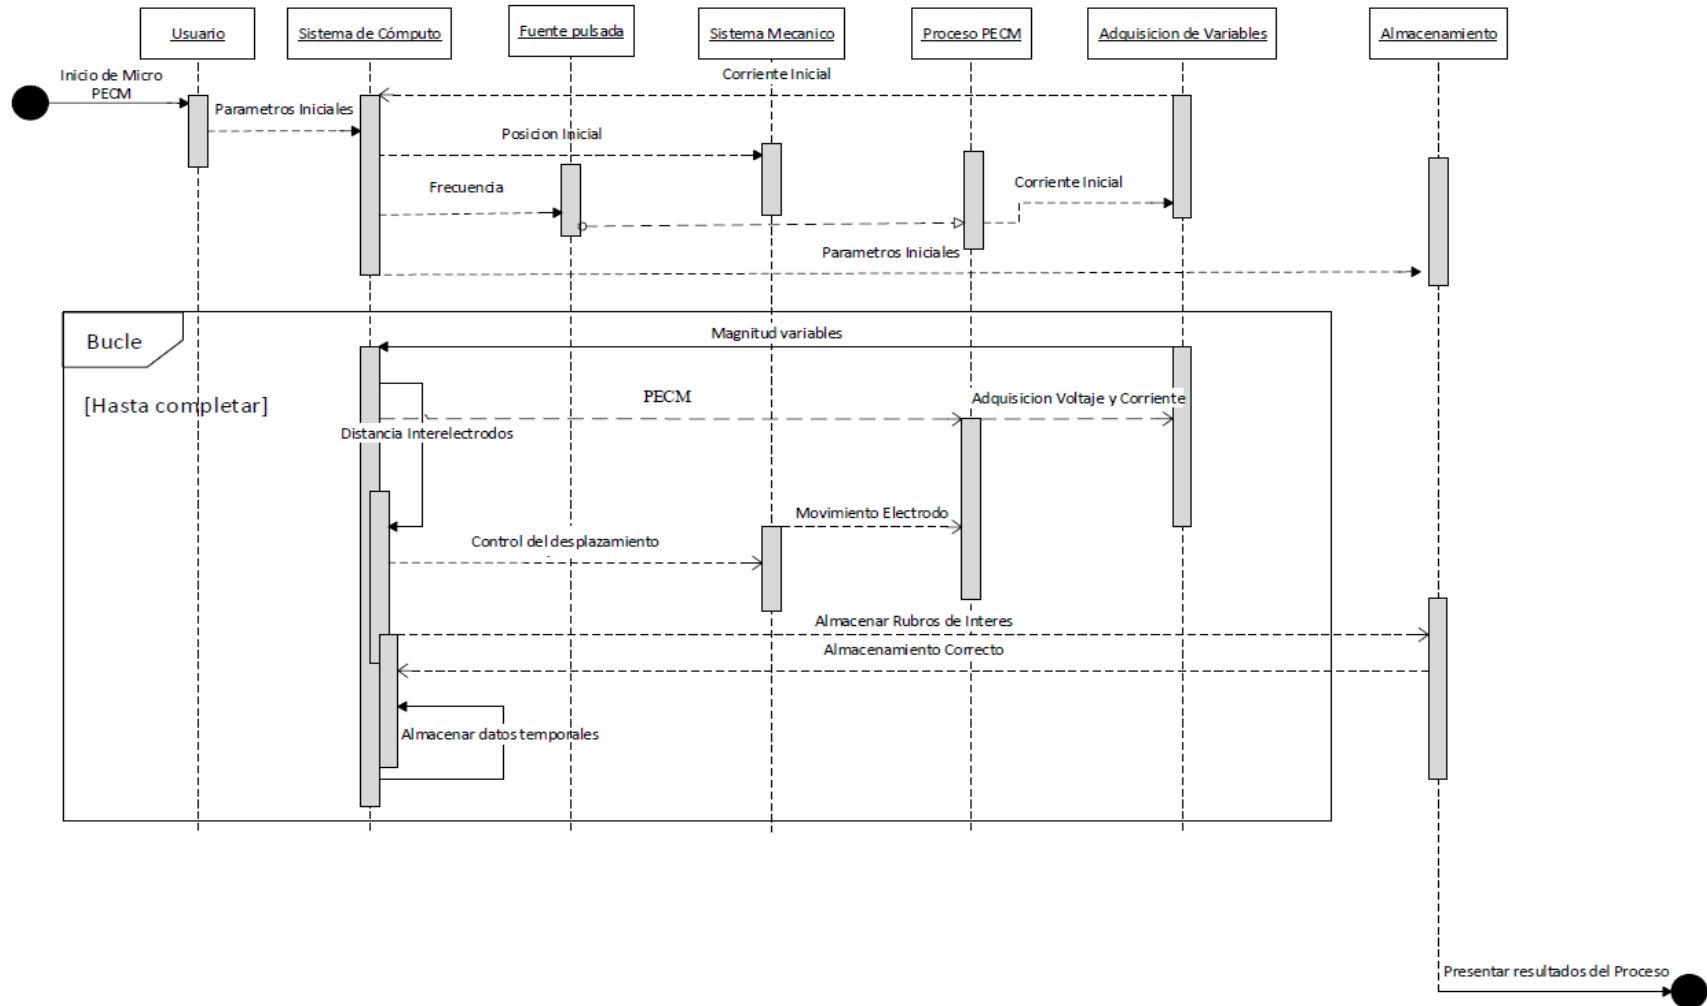 Usuario
Sistema de Cómputo
Fuente pulsada
Sistema Mecanico
Proceso PECM
Adquisicion de Variables
Almacenamiento
Inicio de Micro
PECM
Corriente Inicial
Parametros Iniciales
Posicion Inicial
Frecuencia
Corriente Inicial
Parametros Iniciales
Bucle
Magnitud variables
[Hasta completar]
PECM
Adquisicion Voltaje y Corriente
Distancia Interelectrodos
Movimiento Electrodo
Control del desplazamiento
Almacenar Rubros de Interes
Almacenamiento Correcto
Almacenar datos temporales
Presentar resultados del Proceso